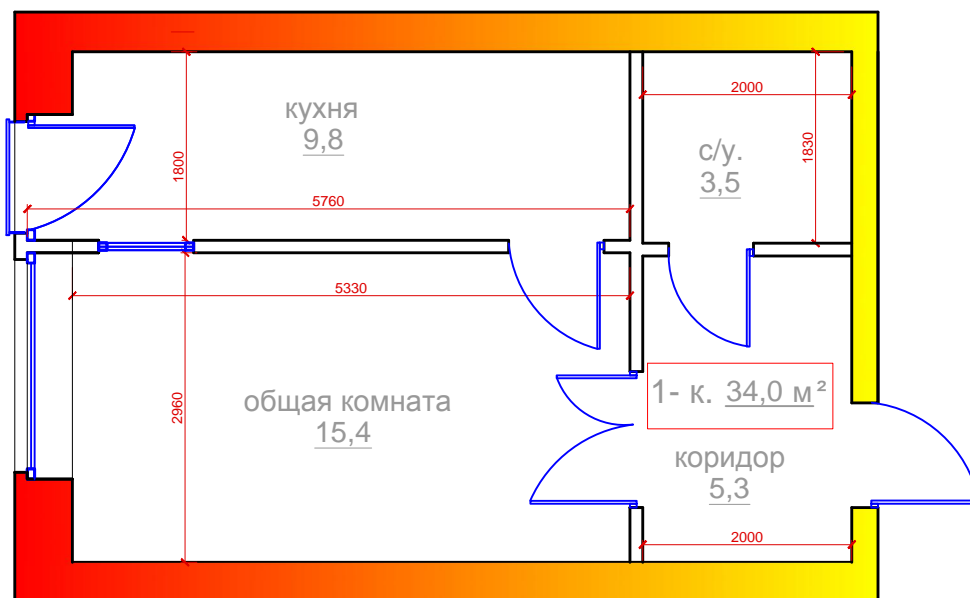 кухня
9,8
1800
5760
2000
с/у.
3,5
1830
5330
2960
общая комната
15,4
1- к. 34,0 м²
коридор
5,3
2000